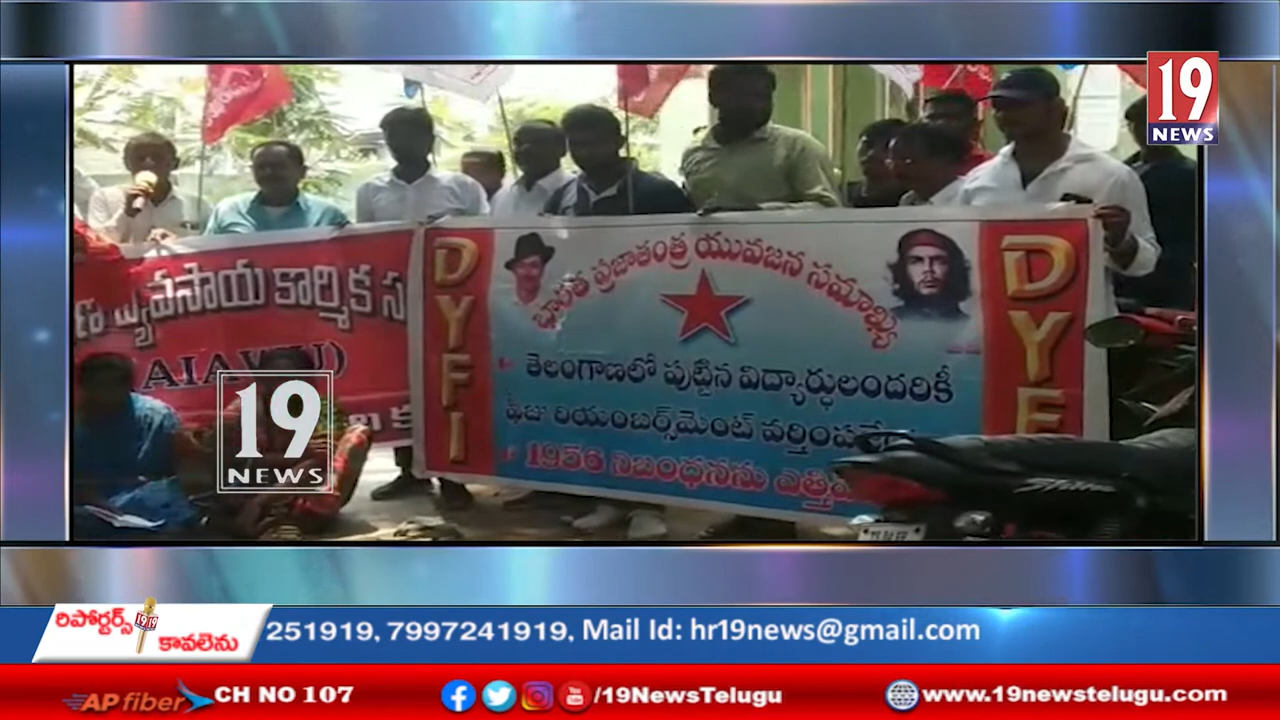 19
NEWS
వ్యవసాయ కార్మిక
DYFI
భారత ప్రజాతంత్ర యువజన సమాఖ్య
DYF
తెలంగాణలో పుట్టిన విద్యార్థులందరికీ
ఫీజు రియంబర్స్‌మెంట్
1956 నిబంధనను
19
NEWS
రిపోర్టర్స్
19
కావలెను
251919, 7997241919, Mail Id: hr19news@gmail.com
AP fiber
CH NO 107
/19NewsTelugu
www.19newstelugu.com